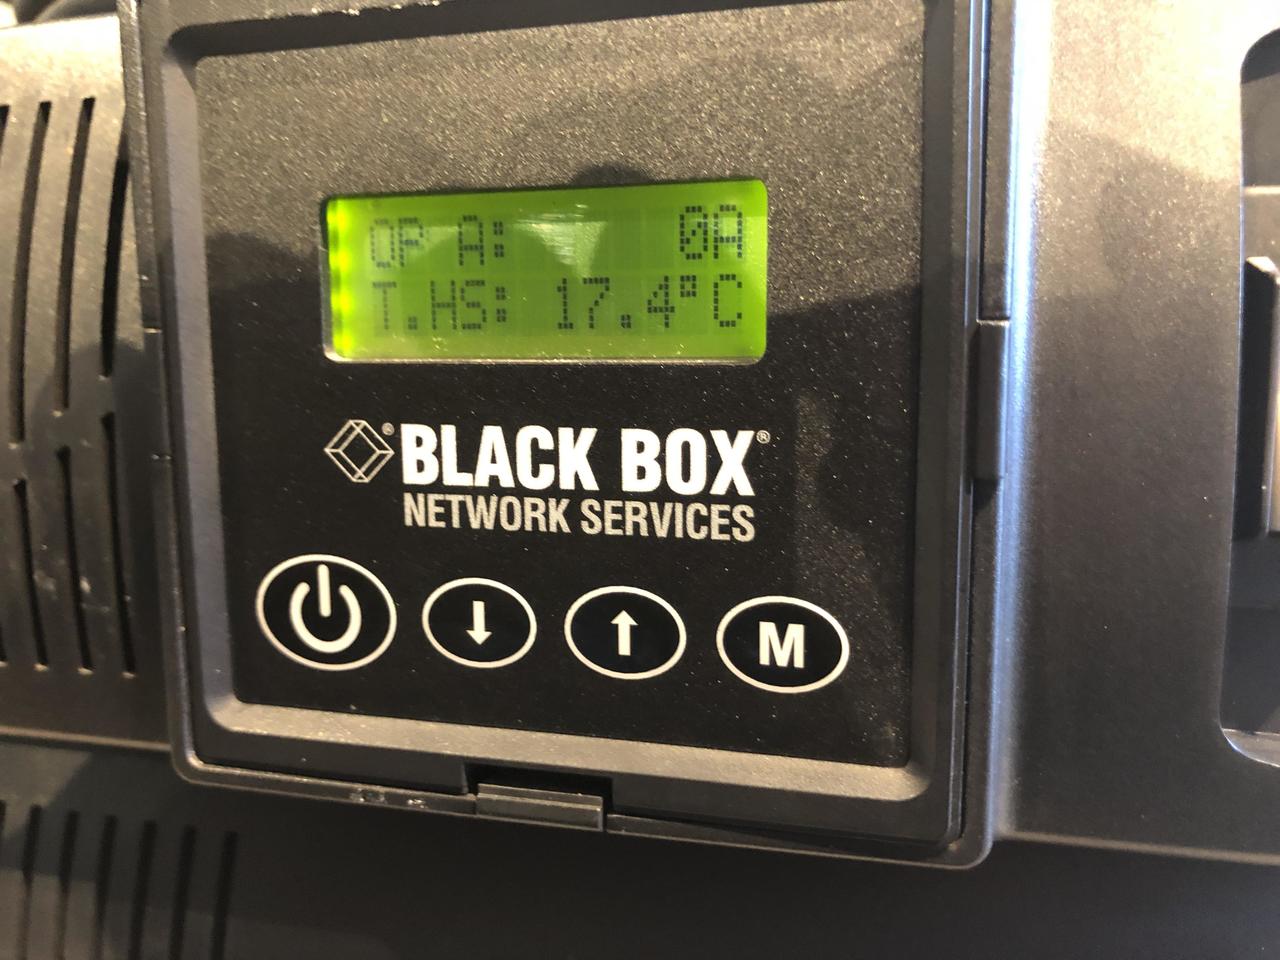 OP A: 0A
T.HS: 17.4°C
® BLACK BOX®
NETWORK SERVICES
M